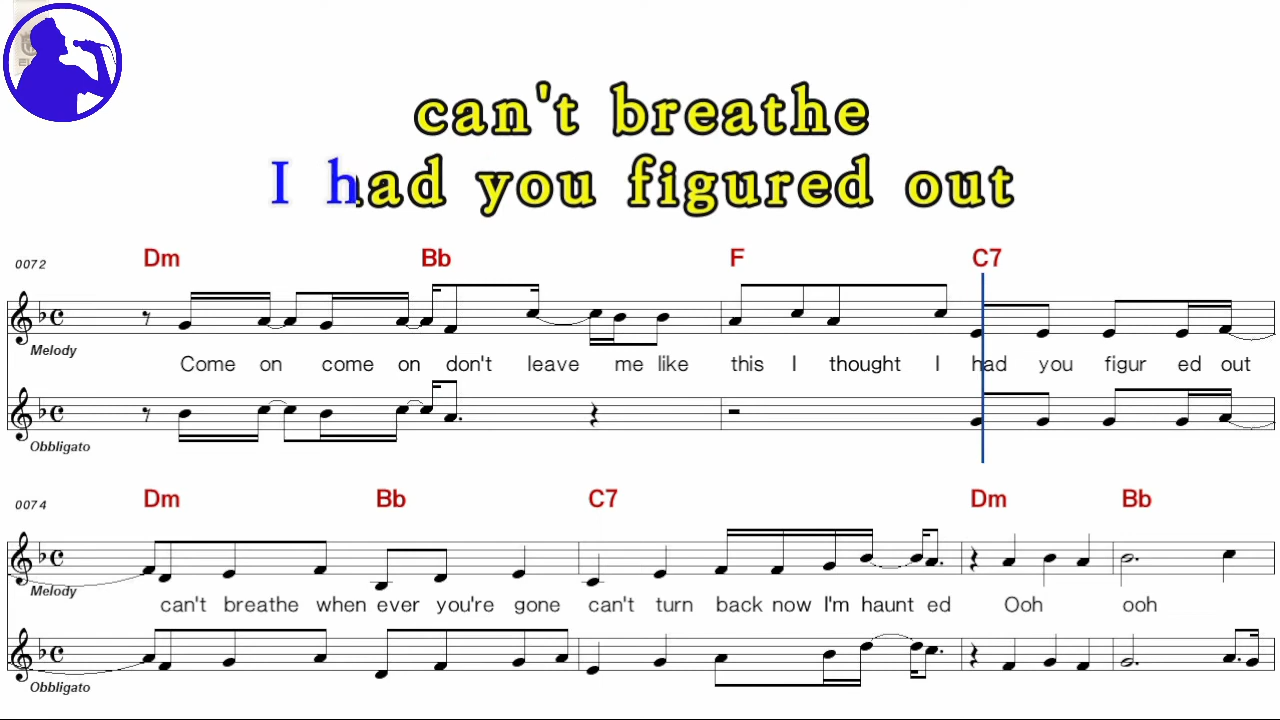 can't breathe
I had you figured out
0072 Dm Bb F C7
Melody
Come on come on don't leave me like this I thought I had you figur ed out
Obbligato
0074 Dm Bb C7 Dm Bb
Melody
can't breathe when ever you're gone can't turn back now I'm haunt ed Ooh ooh
Obbligato